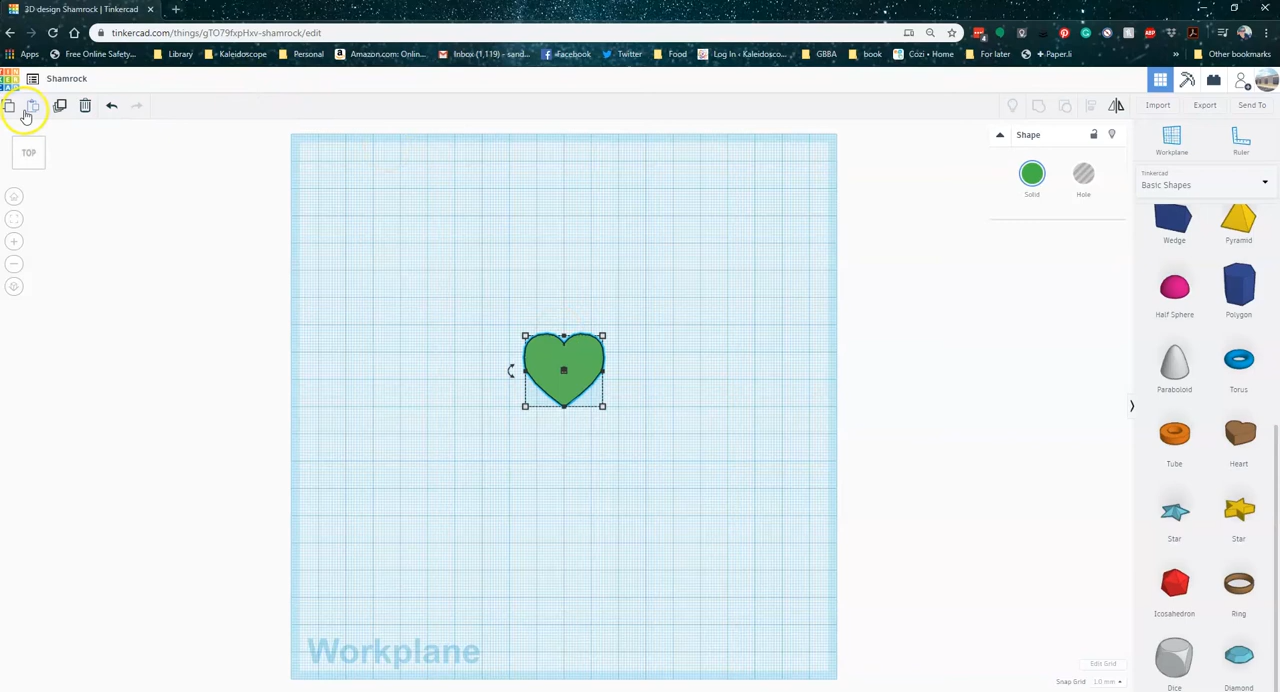 3D design Shamrock | Tinkercad
tinkercad.com/things/gTO79fxpHxv-shamrock/edit
Apps
Free Online Safety...
Library
Kaleidoscope
Personal
Amazon.com: Onlin...
Inbox (1,119) - sand...
Facebook
Twitter
Food
Log In ‹ Kaleidosco...
GBBA
book
Cozi • Home
For later
+Paper.li
»
Other bookmarks
Shamrock
Import
Export
Send To
TOP
Shape
Solid
Hole
Workplane
Ruler
Tinkercad
Basic Shapes
Wedge
Pyramid
Half Sphere
Polygon
Paraboloid
Torus
Tube
Heart
Star
Star
Icosahedron
Ring
Dice
Diamond
Workplane
Edit Grid
Snap Grid 1.0 mm